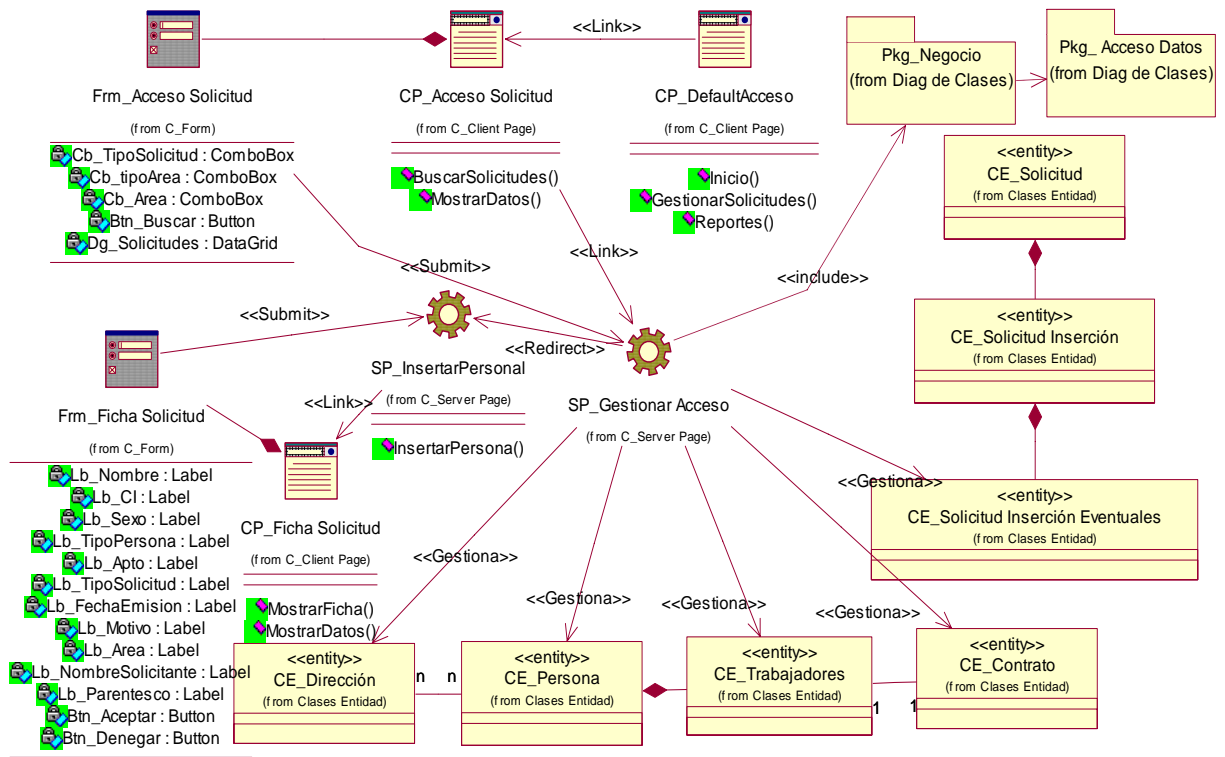 <<Link>>
Pkg_Negocio
(from Diag de Clases)
Pkg_ Acceso Datos
(from Diag de Clases)
Frm_Acceso Solicitud
(from C_Form)
Cb_TipoSolicitud : ComboBox
Cb_tipoArea : ComboBox
Cb_Area : ComboBox
Btn_Buscar : Button
Dg_Solicitudes : DataGrid
CP_Acceso Solicitud
(from C_Client Page)
BuscarSolicitudes()
MostrarDatos()
CP_DefaultAcceso
(from C_Client Page)
Inicio()
GestionarSolicitudes()
Reportes()
<<entity>>
CE_Solicitud
(from Clases Entidad)
<<Submit>>
<<Link>>
<<include>>
<<Submit>>
<<Redirect>>
<<entity>>
CE_Solicitud Inserción
(from Clases Entidad)
SP_InsertarPersonal
(from C_Server Page)
InsertarPersona()
<<Link>>
SP_Gestionar Acceso
(from C_Server Page)
Frm_Ficha Solicitud
(from C_Form)
Lb_Nombre : Label
Lb_CI : Label
Lb_Sexo : Label
Lb_TipoPersona : Label
Lb_Apto : Label
Lb_TipoSolicitud : Label
Lb_FechaEmision : Label
Lb_Motivo : Label
Lb_Area : Label
Lb_NombreSolicitante : Label
Lb_Parentesco : Label
Btn_Aceptar : Button
Btn_Denegar : Button
CP_Ficha Solicitud
(from C_Client Page)
MostrarFicha()
MostrarDatos()
<<Gestiona>>
<<entity>>
CE_Solicitud Inserción Eventuales
(from Clases Entidad)
<<Gestiona>>
<<Gestiona>>
<<Gestiona>>
<<Gestiona>>
<<entity>>
CE_Dirección
(from Clases Entidad)
n
n
<<entity>>
CE_Persona
(from Clases Entidad)
<<entity>>
CE_Trabajadores
(from Clases Entidad)
1
1
<<entity>>
CE_Contrato
(from Clases Entidad)